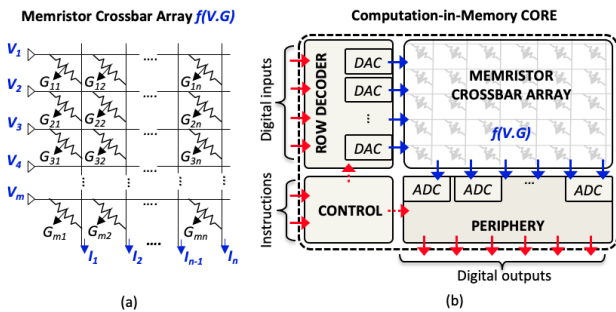 Memristor Crossbar Array f(V.G)
V1
G11 G12 .... G1n
V2
G21 G22 .... G2n
V3
G31 G32 .... G3n
V4
....
Vm
Gm1 Gm2 Gmn
I1 I2 .... In-1 In
(a)
Computation-in-Memory CORE
Digital inputs
ROW DECODER
DAC
DAC
...
DAC
MEMRISTOR
CROSSBAR ARRAY
f(V.G)
Instructions
CONTROL
ADC ADC ... ADC
PERIPHERY
Digital outputs
(b)